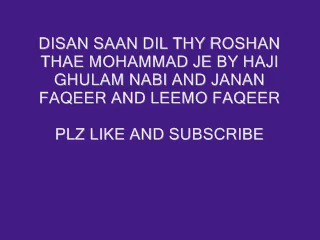 DISAN SAAN DIL THY ROSHAN
THAE MOHAMMAD JE BY HAJI
GHULAM NABI AND JANAN
FAQEER AND LEEMO FAQEER
PLZ LIKE AND SUBSCRIBE